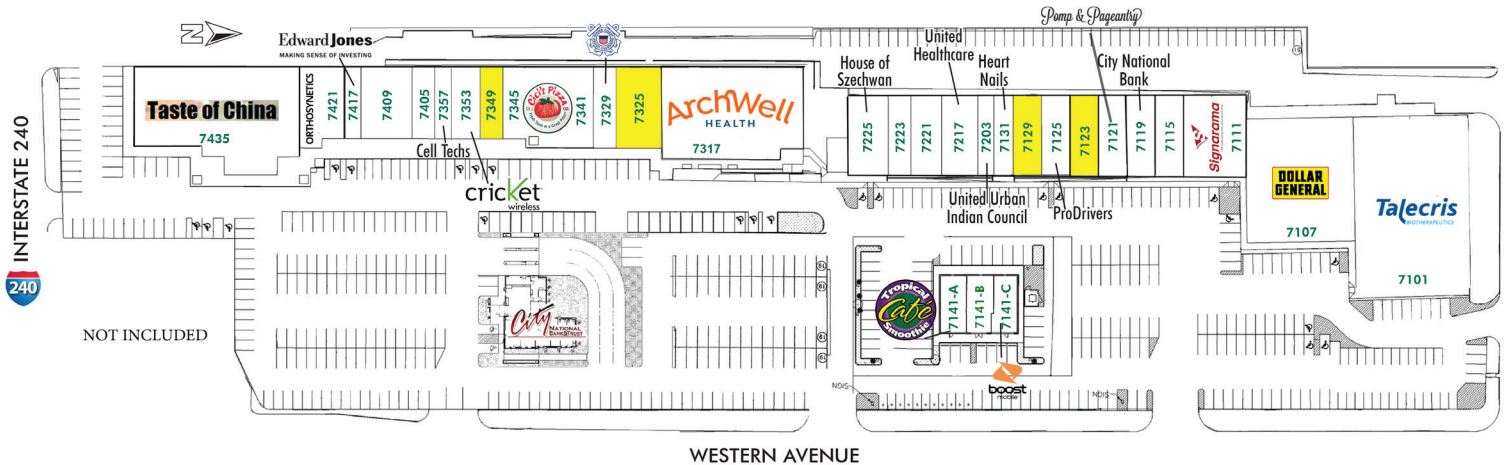 Pomp & Pageantry
N
Edward Jones
MAKING SENSE OF INVESTING
House of
Szechwan
United
Healthcare
Heart
Nails
City National
Bank
Taste of China
7435
ORTHOSYNETICS
7421
7417
7409
7405
7357
7353
7349
7345
Cici's Pizza
7341
7329
7325
ArchWell
HEALTH
7317
7225
7223
7221
7217
7203
7131
7129
7125
7123
7121
7119
7115
Signarama
7111
DOLLAR
GENERAL
7107
Talecris
BIOTHERAPEUTICS
7101
Cell Techs
cricket
wireless
United Urban
Indian Council
ProDrivers
INTERSTATE 240
240
NOT INCLUDED
City
NATIONAL
BANK&TRUST
Tropical
Café
Smoothie
7141-A
7141-B
7141-C
boost
mobile
SIGN
SIGN
WESTERN AVENUE